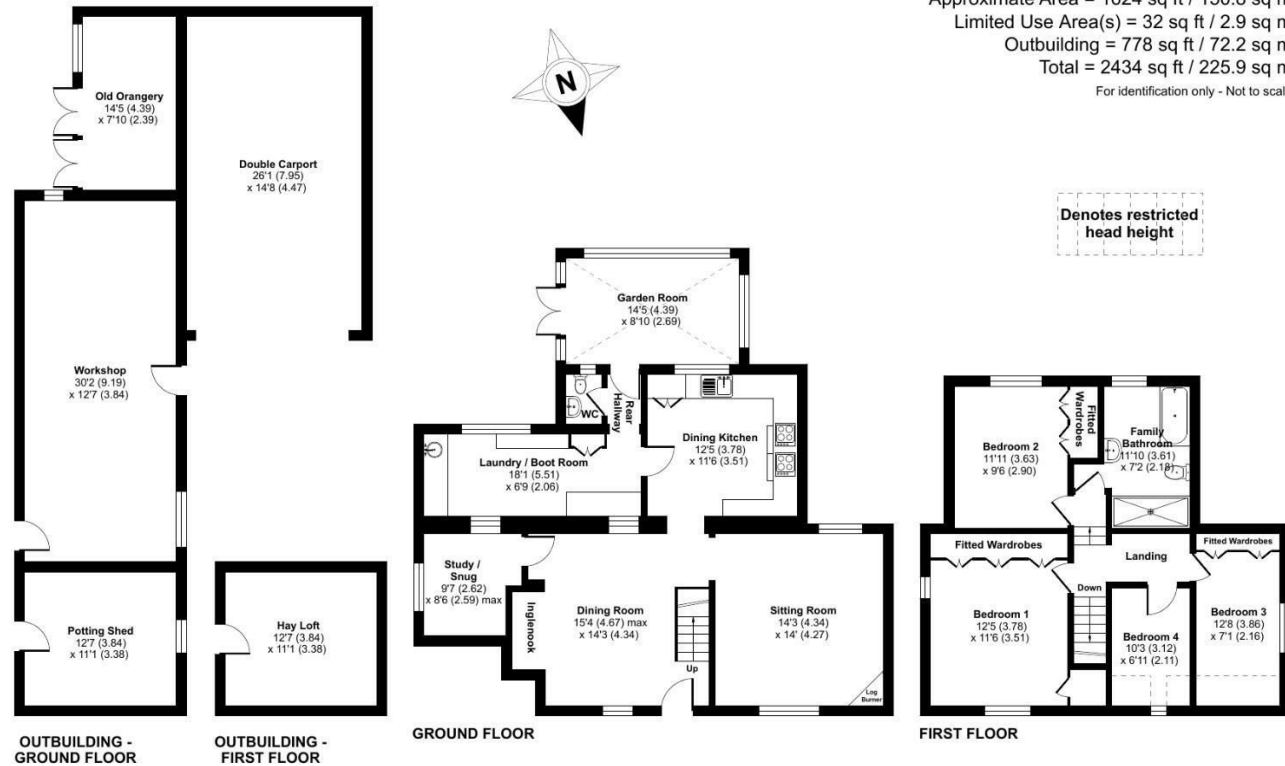 Approximate Area = 1624 sq ft / 150.8 sq m
Limited Use Area(s) = 32 sq ft / 2.9 sq m
Outbuilding = 778 sq ft / 72.2 sq m
Total = 2434 sq ft / 225.9 sq m
For identification only - Not to scal
N
Denotes restricted
head height
Old Orangery
14'5 (4.39)
x 7'10 (2.39)
Double Carport
26'1 (7.95)
x 14'8 (4.47)
Workshop
30'2 (9.19)
x 12'7 (3.84)
Potting Shed
12'7 (3.84)
x 11'1 (3.38)
OUTBUILDING -
GROUND FLOOR
Hay Loft
12'7 (3.84)
x 11'1 (3.38)
OUTBUILDING -
FIRST FLOOR
Garden Room
14'5 (4.39)
x 8'10 (2.69)
WC
Rear
Hallway
Dining Kitchen
12'5 (3.78)
x 11'6 (3.51)
Laundry / Boot Room
18'1 (5.51)
x 6'9 (2.06)
Study /
Snug
9'7 (2.62)
x 8'6 (2.59) max
Inglenook
Dining Room
15'4 (4.67) max
x 14'3 (4.34)
Up
Sitting Room
14'3 (4.34)
x 14' (4.27)
Log
Burner
GROUND FLOOR
Bedroom 2
11'11 (3.63)
x 9'6 (2.90)
Fitted
Wardrobes
Family
Bathroom
11'10 (3.61)
x 7'2 (2.18)
Fitted Wardrobes
Landing
Fitted Wardrobes
Down
Bedroom 1
12'5 (3.78)
x 11'6 (3.51)
Bedroom 4
10'3 (3.12)
x 6'11 (2.11)
Bedroom 3
12'8 (3.86)
x 7'1 (2.16)
FIRST FLOOR